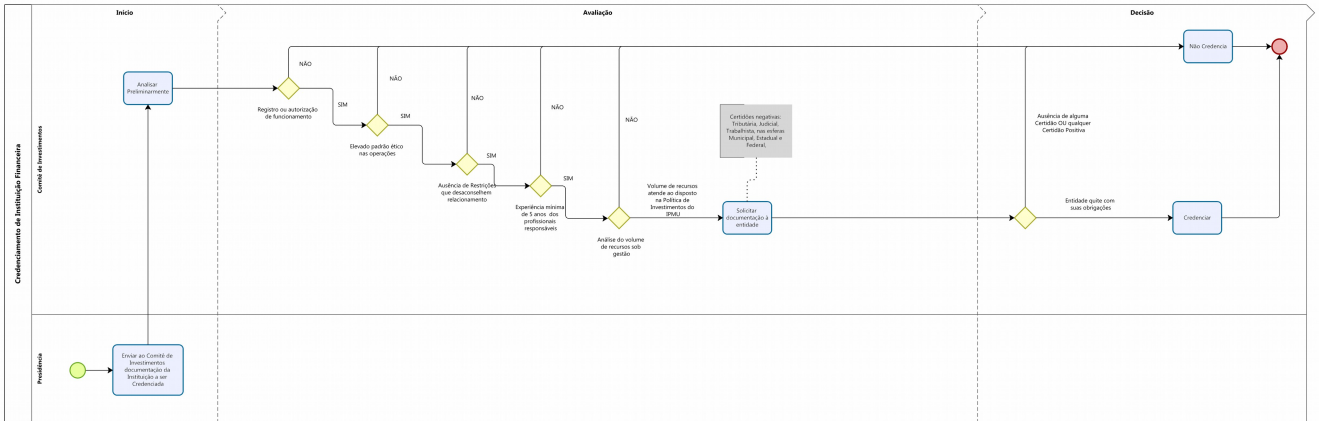 Início
Avaliação
Decisão
Credenciamento de Instituição Financeira
Comitê de Investimentos
Presidência
Analisar
Preliminarmente
NÃO
SIM
Registro ou autorização
de funcionamento
NÃO
SIM
Elevado padrão ético
nas operações
NÃO
SIM
Ausência de Restrições
que desaconselhem
relacionamento
NÃO
SIM
Experiência mínima
de 5 anos dos
profissionais
responsáveis
NÃO
Análise do volume
de recursos sob
gestão
Volume de recursos
atende ao disposto
na Política de
Investimentos do
IPMU
Certidões negativas:
Tributária, Judicial,
Trabalhista, nas esferas
Municipal, Estadual e
Federal.
Solicitar
documentação à
entidade
Ausência de alguma
Certidão OU qualquer
Certidão Positiva
Entidade quite com
suas obrigações
Não Credencia
Credenciar
Enviar ao Comitê de
Investimentos
documentação da
Instituição a ser
Credenciada